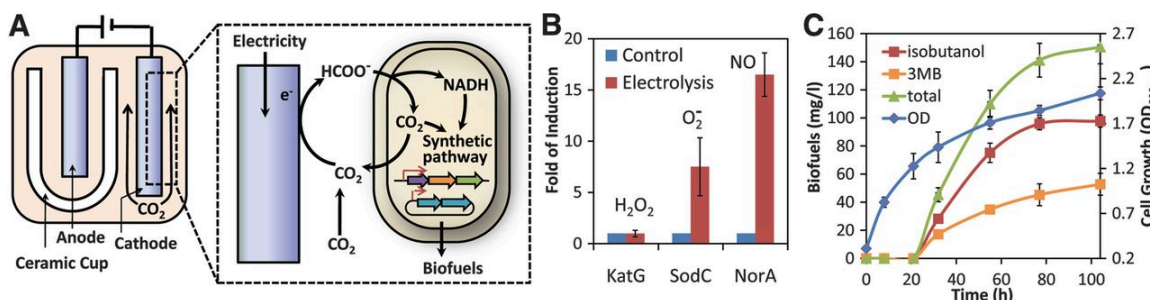 A
Electricity
e-
HCOO⁻
NADH
CO₂
Synthetic
pathway
CO₂
CO₂
Biofuels
CO₂
Anode
Cathode
Ceramic Cup
B
20
15
10
5
0
Fold of Induction
Control
Electrolysis
H₂O₂
O₂⁻
NO
KatG
SodC
NorA
C
160
140
120
100
80
60
40
20
0
Biofuels (mg/l)
isobutanol
3MB
total
OD
2.7
2.2
1.7
1.2
0.7
0.2
Cell Growth (OD
0
20
40
60
80
100
Time (h)